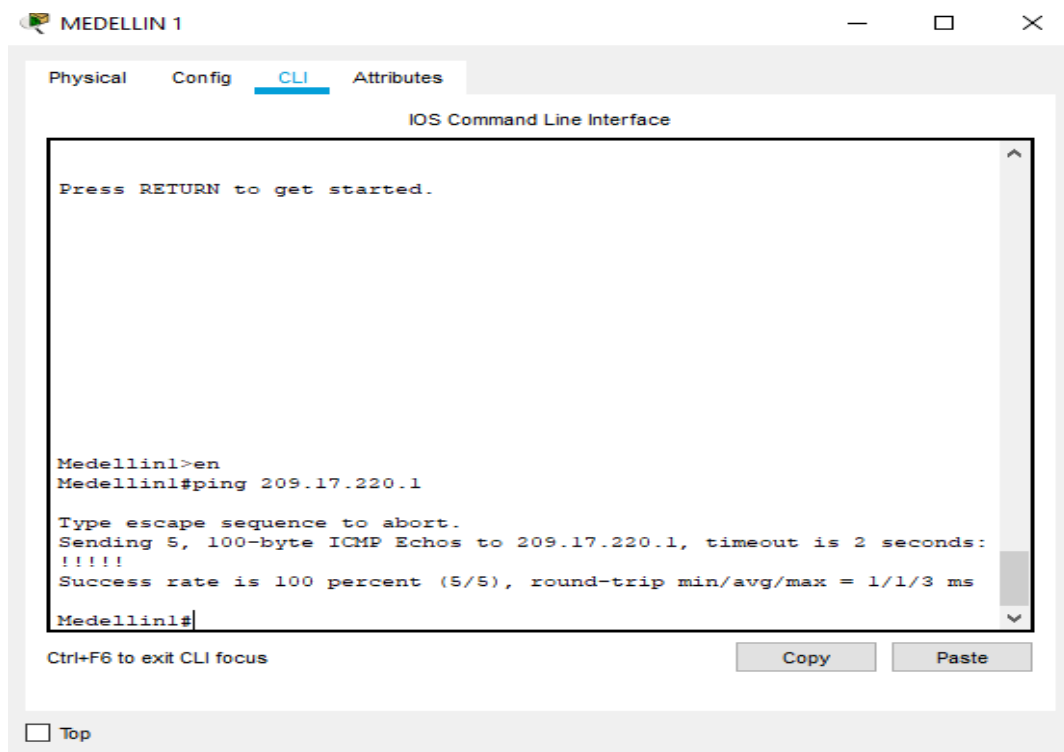 MEDELLIN 1
Physical Config CLI Attributes
IOS Command Line Interface
Press RETURN to get started.
Medellin1>en
Medellin1#ping 209.17.220.1
Type escape sequence to abort.
Sending 5, 100-byte ICMP Echos to 209.17.220.1, timeout is 2 seconds:
!!!!!
Success rate is 100 percent (5/5), round-trip min/avg/max = 1/1/3 ms
Medellin1#
Ctrl+F6 to exit CLI focus
Copy Paste
Top